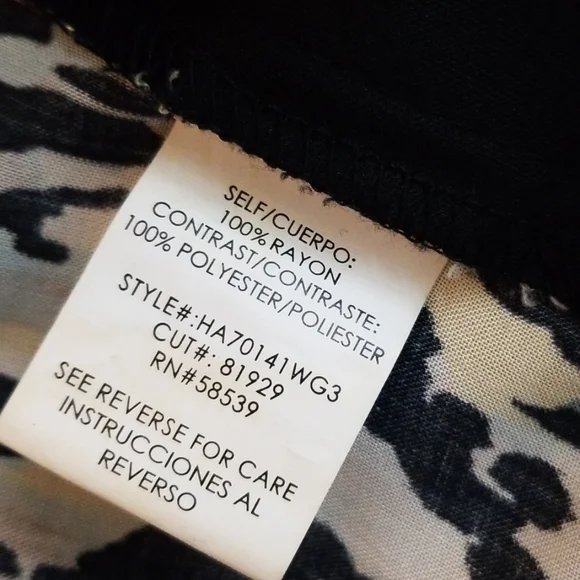 SELF/CUERPO:
100% RAYON
CONTRAST/CONTRASTE:
100% POLYESTER/POLIESTER
STYLE#:HA70141WG3
CUT#: 81929
RN#58539
SEE REVERSE FOR CARE
INSTRUCCIONES AL
REVERSO